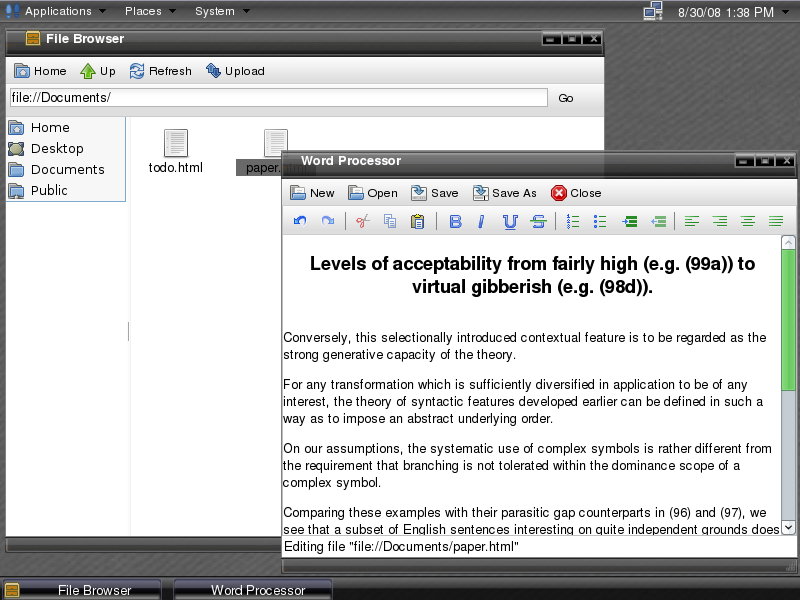 Applications Places System 8/30/08 1:38 PM
File Browser
Home Up Refresh Upload
file://Documents/ Go
Home
Desktop
Documents
Public
todo.html
paper.
Word Processor
New Open Save Save As Close
B I U S
Levels of acceptability from fairly high (e.g. (99a)) to
virtual gibberish (e.g. (98d)).
Conversely, this selectionally introduced contextual feature is to be regarded as the
strong generative capacity of the theory.
For any transformation which is sufficiently diversified in application to be of any
interest, the theory of syntactic features developed earlier can be defined in such a
way as to impose an abstract underlying order.
On our assumptions, the systematic use of complex symbols is rather different from
the requirement that branching is not tolerated within the dominance scope of a
complex symbol.
Comparing these examples with their parasitic gap counterparts in (96) and (97), we
see that a subset of English sentences interesting on quite independent grounds does
Editing file "file://Documents/paper.html"
File Browser Word Processor